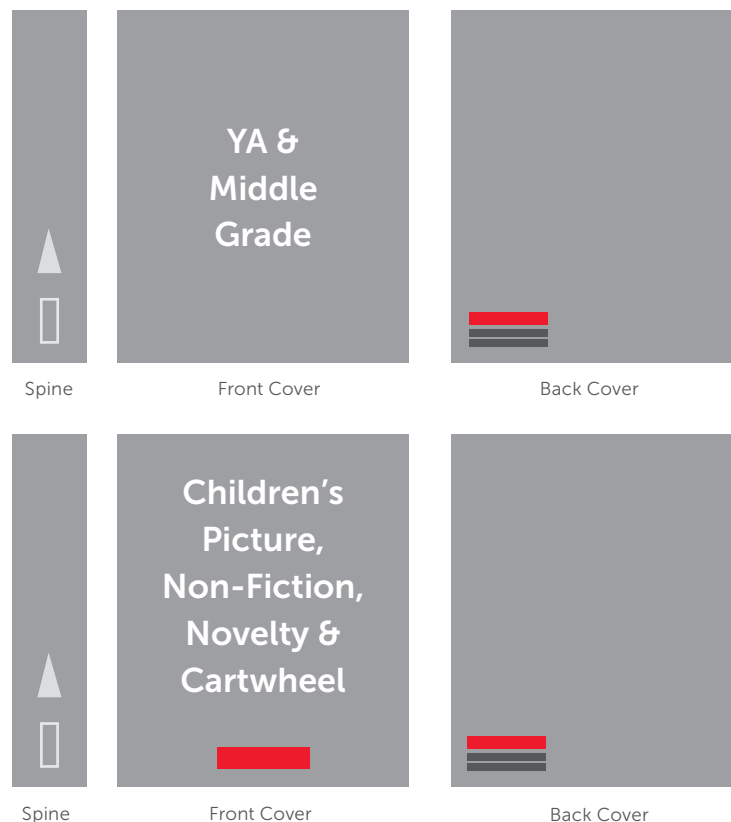 YA &
Middle
Grade
Spine
Front Cover
Back Cover
Children’s
Picture,
Non-Fiction,
Novelty &
Cartwheel
Spine
Front Cover
Back Cover